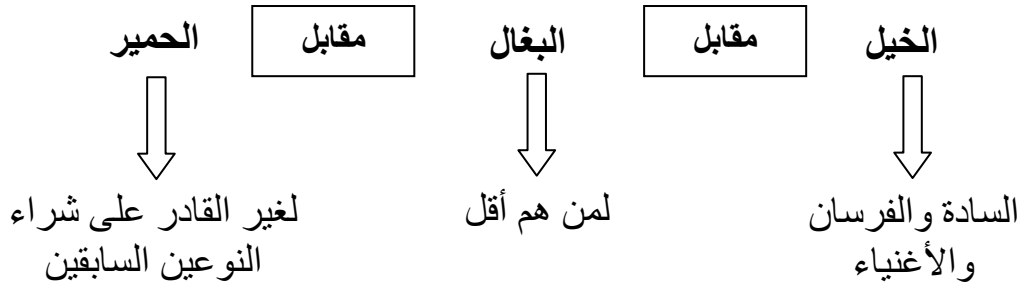 الخيل مقابل البغال مقابل الحمير
السادة والفرسان لمن هم أقل لغير القادر على شراء
والأغنياء النوعين السابقين